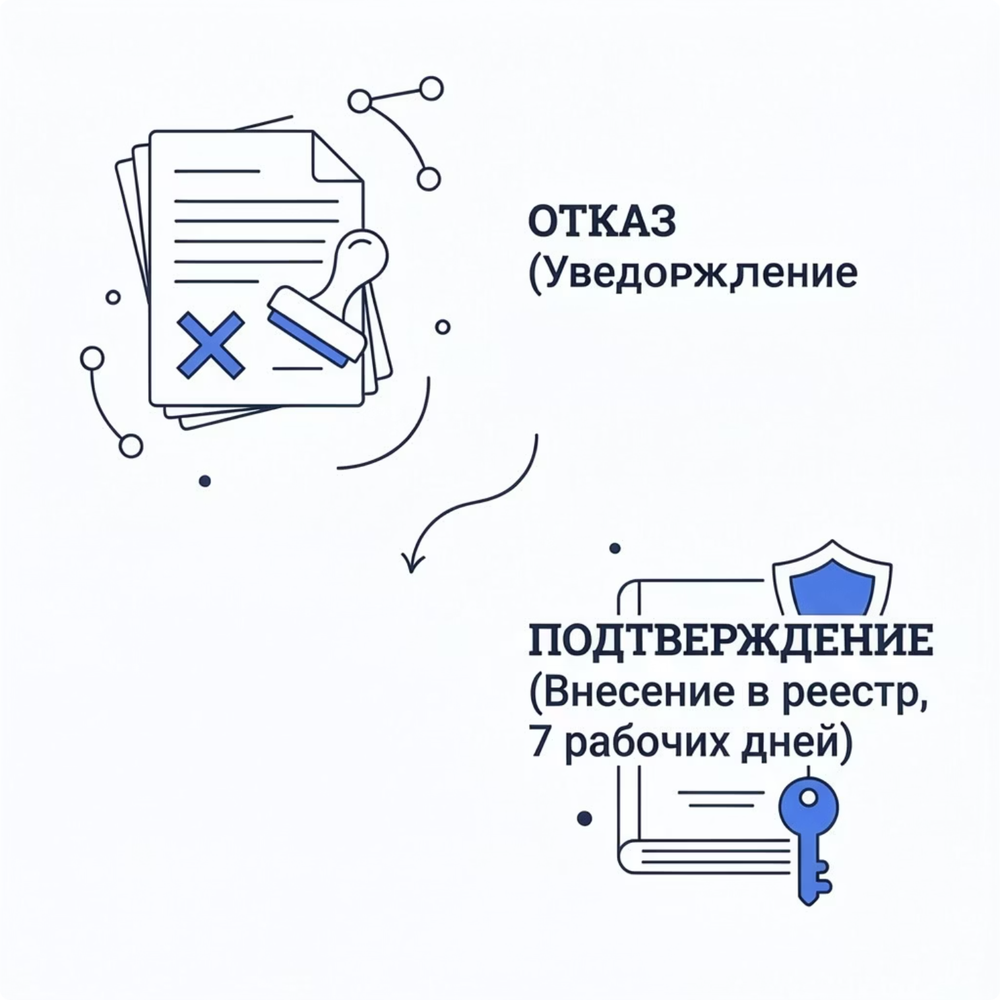 ОТКАЗ
(Уведоржление
ПОДТВЕРЖДЕНИЕ
(Внесение в реестр,
7 рабочих дней)